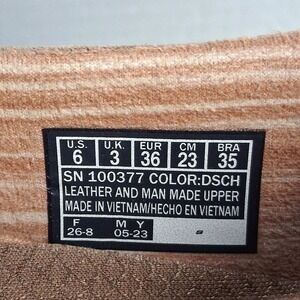 U.S. U.K. EUR CM BRA
6 3 36 23 35
SN 100377 COLOR:DSCH
LEATHER AND MAN MADE UPPER
MADE IN VIETNAM/HECHO EN VIETNAM
F M Y
26-8 05-23